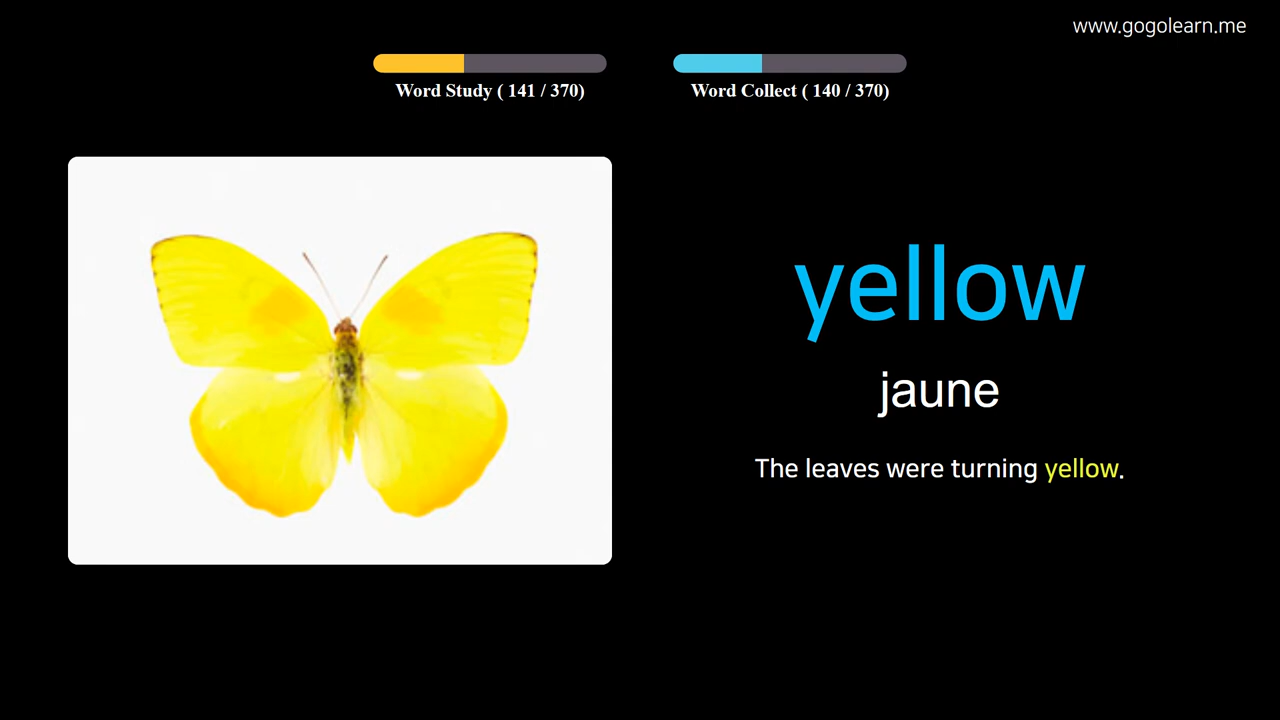 www.gogolearn.me
Word Study ( 141 / 370)
Word Collect ( 140 / 370)
yellow
jaune
The leaves were turning yellow.